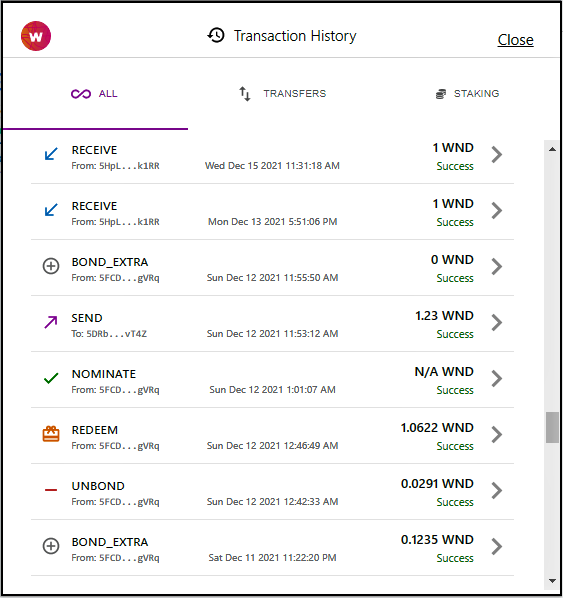 w
Transaction History
Close
ALL
TRANSFERS
STAKING
RECEIVE
1 WND
From: 5HpL...k1RR
Wed Dec 15 2021 11:31:18 AM
Success
RECEIVE
1 WND
From: 5HpL...k1RR
Mon Dec 13 2021 5:51:06 PM
Success
BOND_EXTRA
0 WND
From: 5FCD...gVRq
Sun Dec 12 2021 11:55:50 AM
Success
SEND
1.23 WND
To: 5DRb...vT4Z
Sun Dec 12 2021 11:53:12 AM
Success
NOMINATE
N/A WND
From: 5FCD...gVRq
Sun Dec 12 2021 1:01:07 AM
Success
REDEEM
1.0622 WND
From: 5FCD...gVRq
Sun Dec 12 2021 12:46:49 AM
Success
UNBOND
0.0291 WND
From: 5FCD...gVRq
Sun Dec 12 2021 12:42:33 AM
Success
BOND_EXTRA
0.1235 WND
From: 5FCD...gVRq
Sat Dec 11 2021 11:22:20 PM
Success